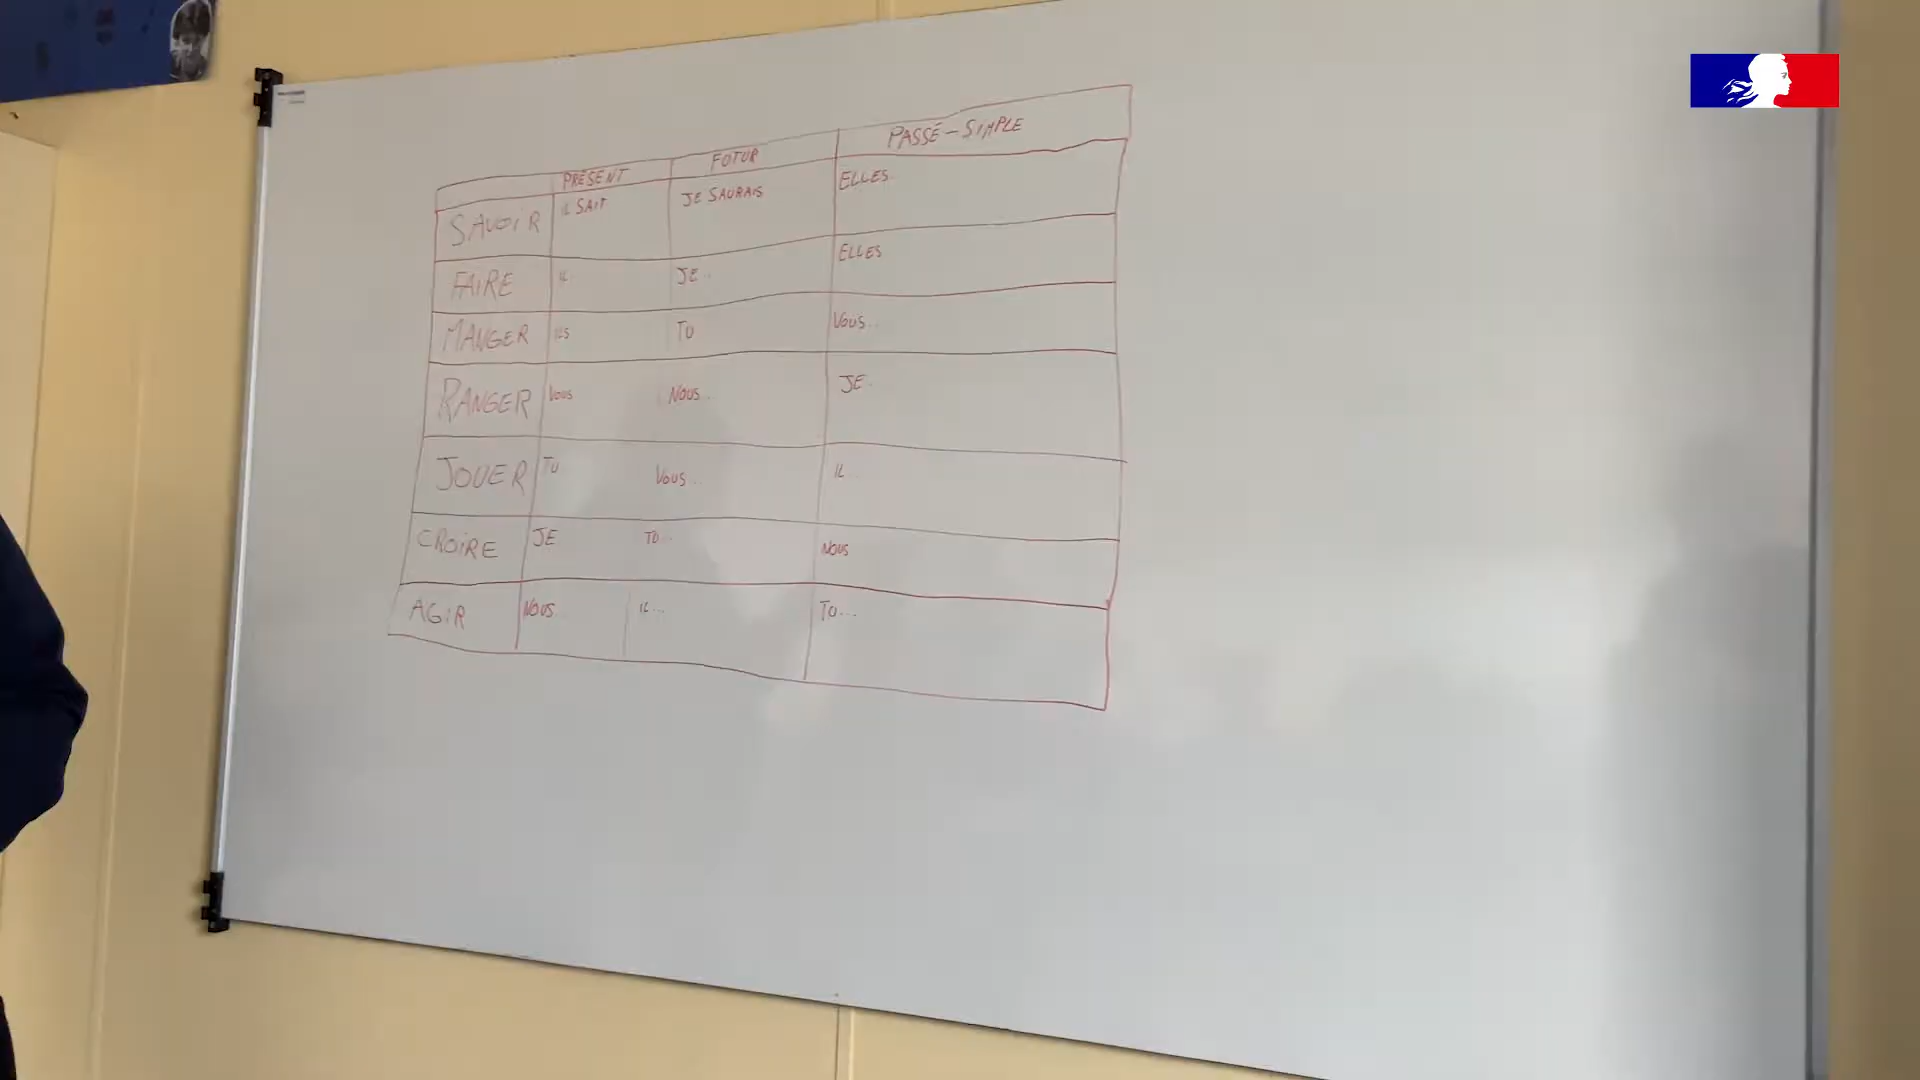 PRÉSENT FUTUR PASSÉ-SIMPLE
SAVOIR IL SAIT JE SAURAIS ELLES..
FAIRE IL.. JE.. ELLES
MANGER ILS TU VOUS...
RANGER VOUS NOUS.. JE..
JOUER TU VOUS... IL...
CROIRE JE TU... NOUS
AGIR NOUS.. IL... TU...